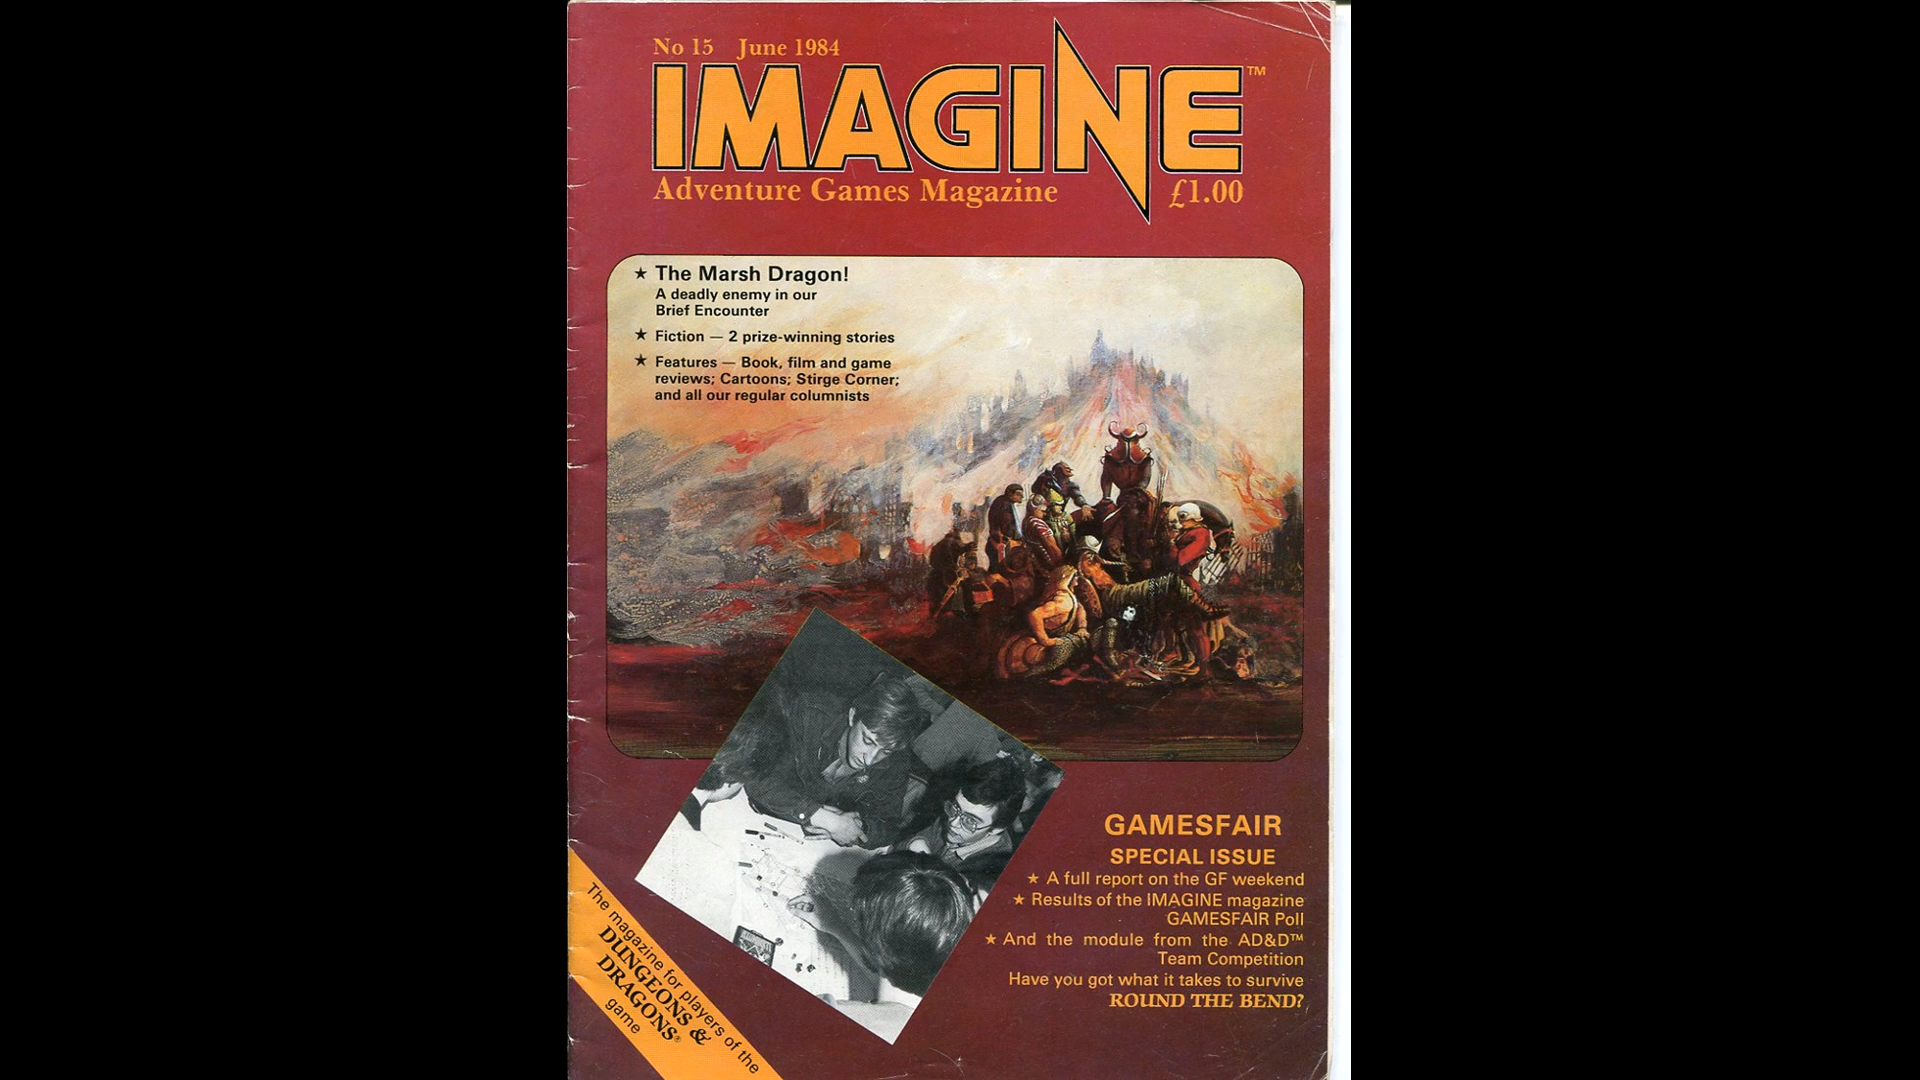 No 15 June 1984
IMAGINE™
Adventure Games Magazine £1.00
★ The Marsh Dragon!
A deadly enemy in our
Brief Encounter
★ Fiction — 2 prize-winning stories
★ Features — Book, film and game
reviews; Cartoons; Stirge Corner;
and all our regular columnists
GAMESFAIR
SPECIAL ISSUE
★ A full report on the GF weekend
★ Results of the IMAGINE magazine
GAMESFAIR Poll
★ And the module from the AD&D™
Team Competition
Have you got what it takes to survive
ROUND THE BEND?
The magazine for players of the
DUNGEONS &
DRAGONS®
game